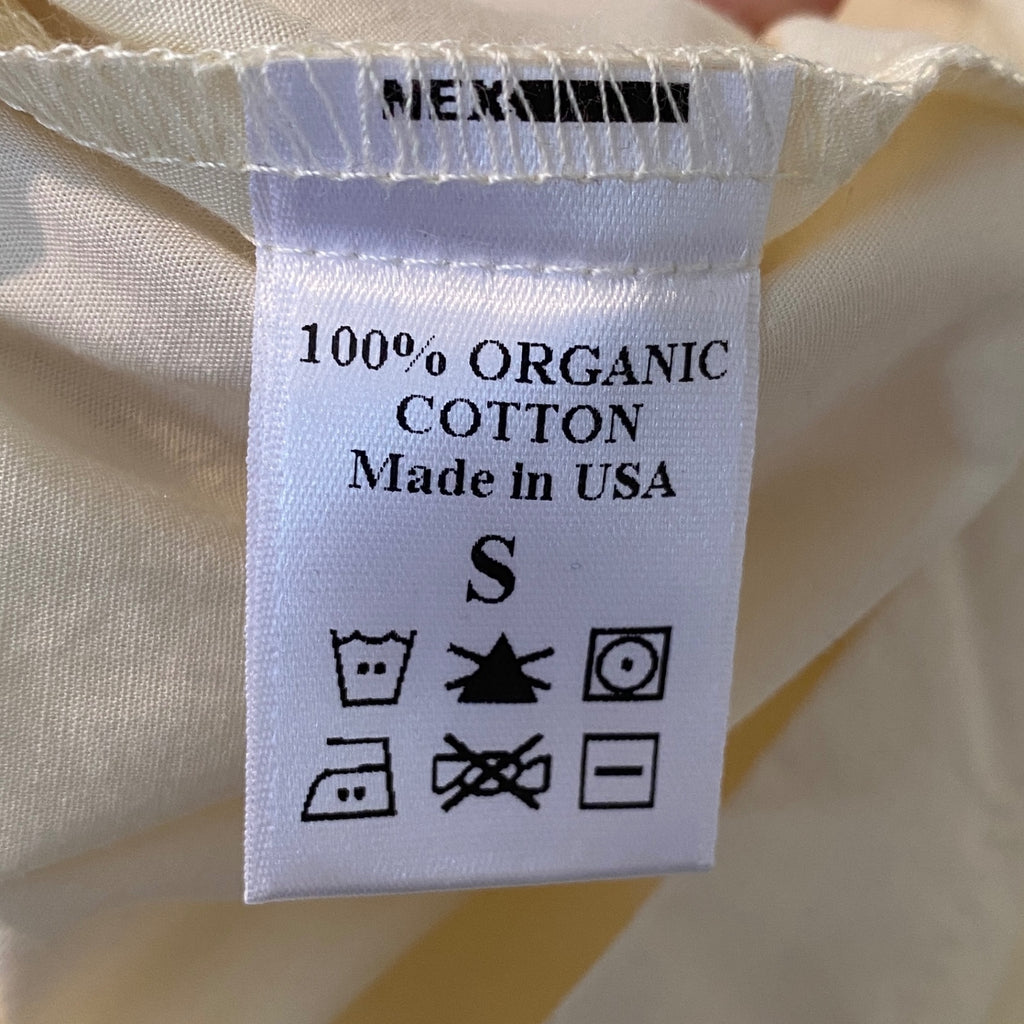 100% ORGANIC
COTTON
Made in USA
S